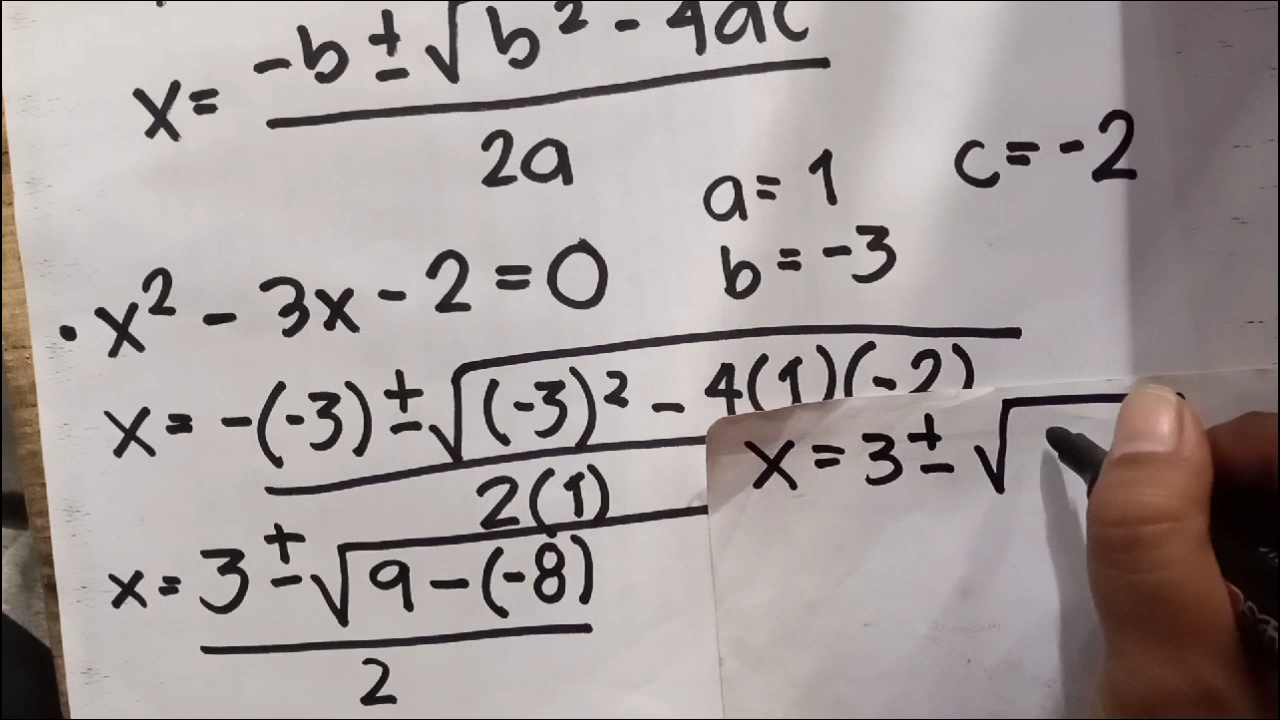 x = -b ± √b² - 4ac
2a
a = 1
c = -2
b = -3
• x² - 3x - 2 = 0
x = -(-3) ± √(-3)² - 4(1)(-2)
2(1)
x = 3 ± √9 - (-8)
2
x = 3 ± √